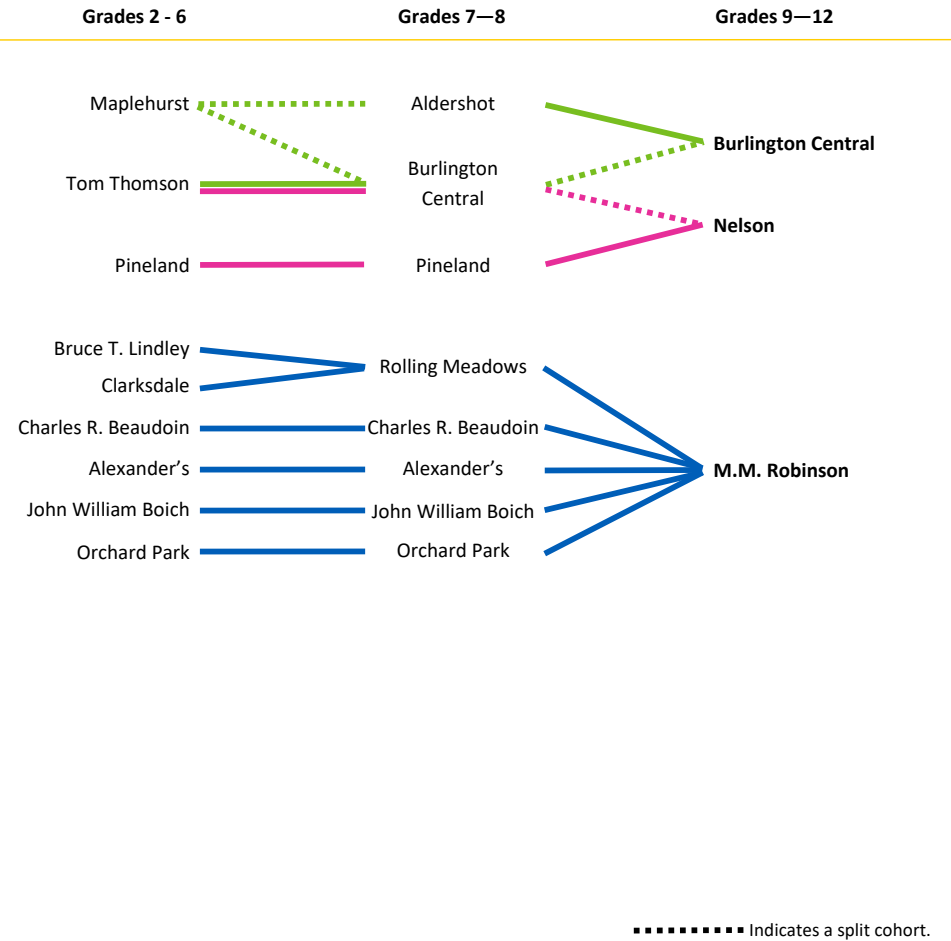 Grades 2 - 6 Grades 7—8 Grades 9—12
Maplehurst Aldershot
Burlington Central
Tom Thomson Burlington
Central
Nelson
Pineland Pineland
Bruce T. Lindley
Rolling Meadows
Clarksdale
Charles R. Beaudoin Charles R. Beaudoin
Alexander’s Alexander’s M.M. Robinson
John William Boich John William Boich
Orchard Park Orchard Park
Indicates a split cohort.